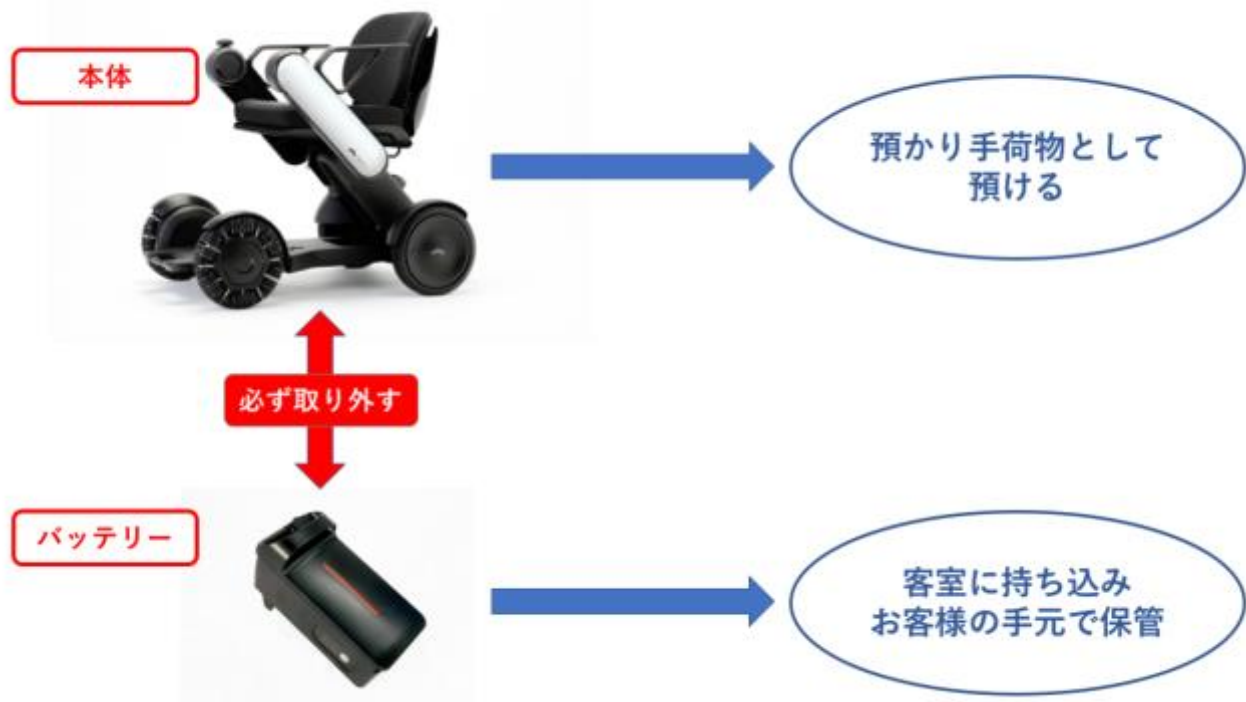 本体
預かり手荷物として
預ける
必ず取り外す
バッテリー
客室に持ち込み
お客様の手元で保管